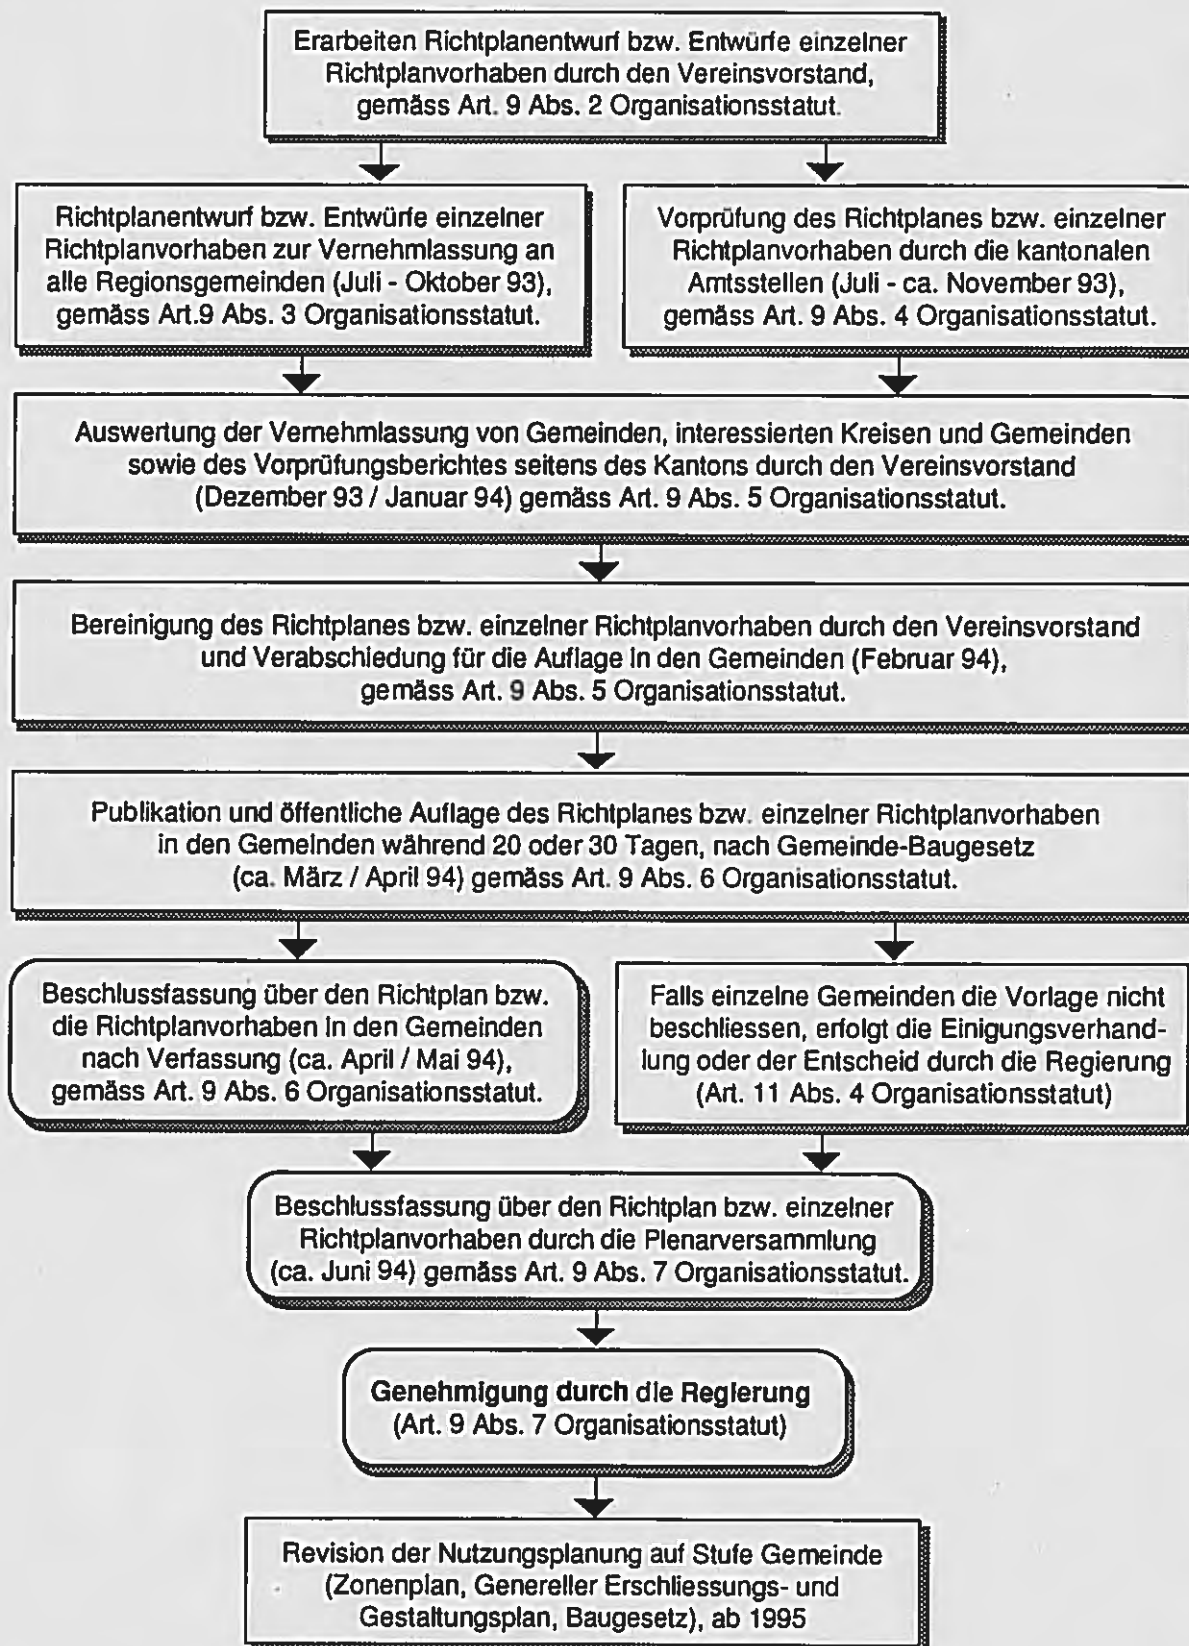 Erarbeiten Richtplanentwurf bzw. Entwürfe einzelner
Richtplanvorhaben durch den Vereinsvorstand,
gemäss Art. 9 Abs. 2 Organisationsstatut.
Richtplanentwurf bzw. Entwürfe einzelner
Richtplanvorhaben zur Vernehmlassung an
alle Regionsgemeinden (Juli - Oktober 93),
gemäss Art.9 Abs. 3 Organisationsstatut.
Vorprüfung des Richtplanes bzw. einzelner
Richtplanvorhaben durch die kantonalen
Amtsstellen (Juli - ca. November 93),
gemäss Art. 9 Abs. 4 Organisationsstatut.
Auswertung der Vernehmlassung von Gemeinden, interessierten Kreisen und Gemeinden
sowie des Vorprüfungsberichtes seitens des Kantons durch den Vereinsvorstand
(Dezember 93 / Januar 94) gemäss Art. 9 Abs. 5 Organisationsstatut.
Bereinigung des Richtplanes bzw. einzelner Richtplanvorhaben durch den Vereinsvorstand
und Verabschiedung für die Auflage in den Gemeinden (Februar 94),
gemäss Art. 9 Abs. 5 Organisationsstatut.
Publikation und öffentliche Auflage des Richtplanes bzw. einzelner Richtplanvorhaben
in den Gemeinden während 20 oder 30 Tagen, nach Gemeinde-Baugesetz
(ca. März / April 94) gemäss Art. 9 Abs. 6 Organisationsstatut.
Beschlussfassung über den Richtplan bzw.
die Richtplanvorhaben in den Gemeinden
nach Verfassung (ca. April / Mai 94),
gemäss Art. 9 Abs. 6 Organisationsstatut.
Falls einzelne Gemeinden die Vorlage nicht
beschliessen, erfolgt die Einigungsverhand-
lung oder der Entscheid durch die Regierung
(Art. 11 Abs. 4 Organisationsstatut)
Beschlussfassung über den Richtplan bzw. einzelner
Richtplanvorhaben durch die Plenarversammlung
(ca. Juni 94) gemäss Art. 9 Abs. 7 Organisationsstatut.
Genehmigung durch die Regierung
(Art. 9 Abs. 7 Organisationsstatut)
Revision der Nutzungsplanung auf Stufe Gemeinde
(Zonenplan, Genereller Erschliessungs- und
Gestaltungsplan, Baugesetz), ab 1995